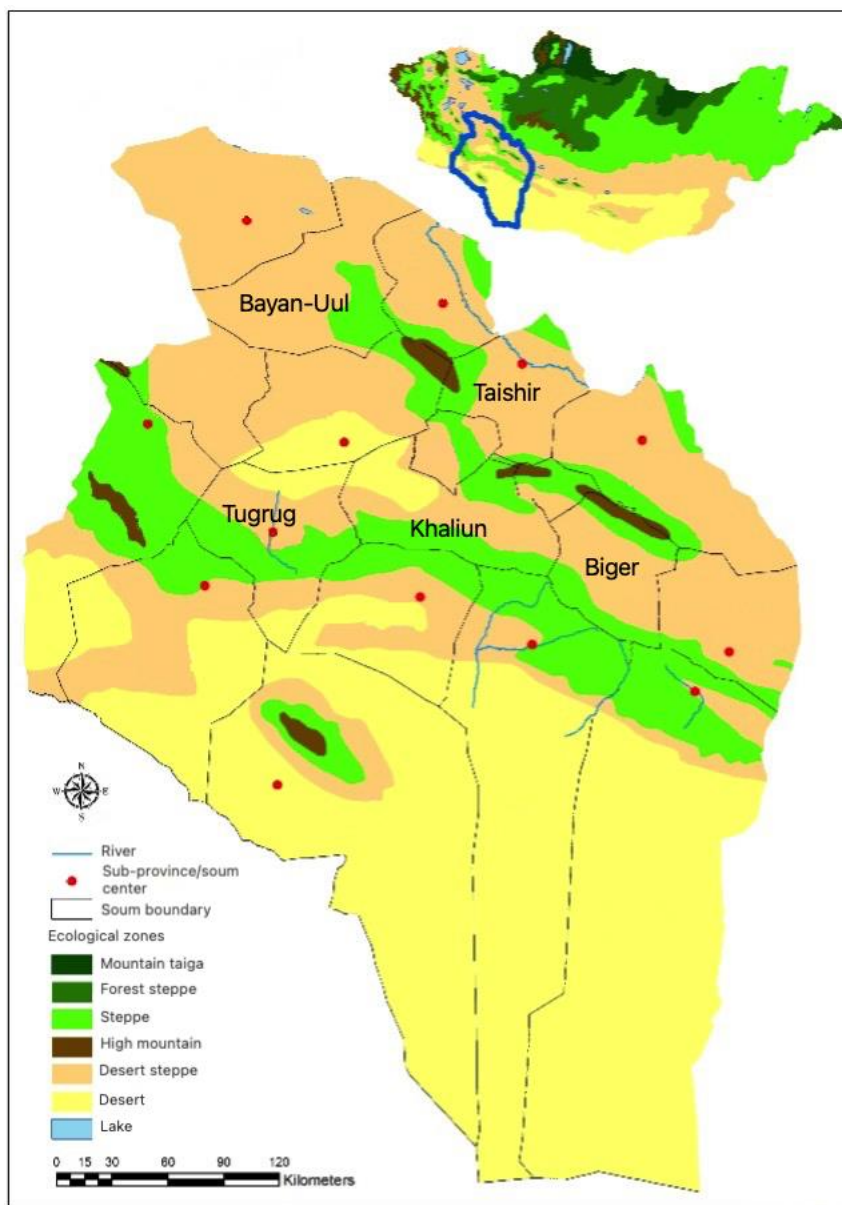 Bayan-Uul
Taishir
Tugrug
Khaliun
Biger
N
W E
S
River
Sub-province/soum
center
Soum boundary
Ecological zones
Mountain taiga
Forest steppe
Steppe
High mountain
Desert steppe
Desert
Lake
0 15 30 60 90 120
Kilometers